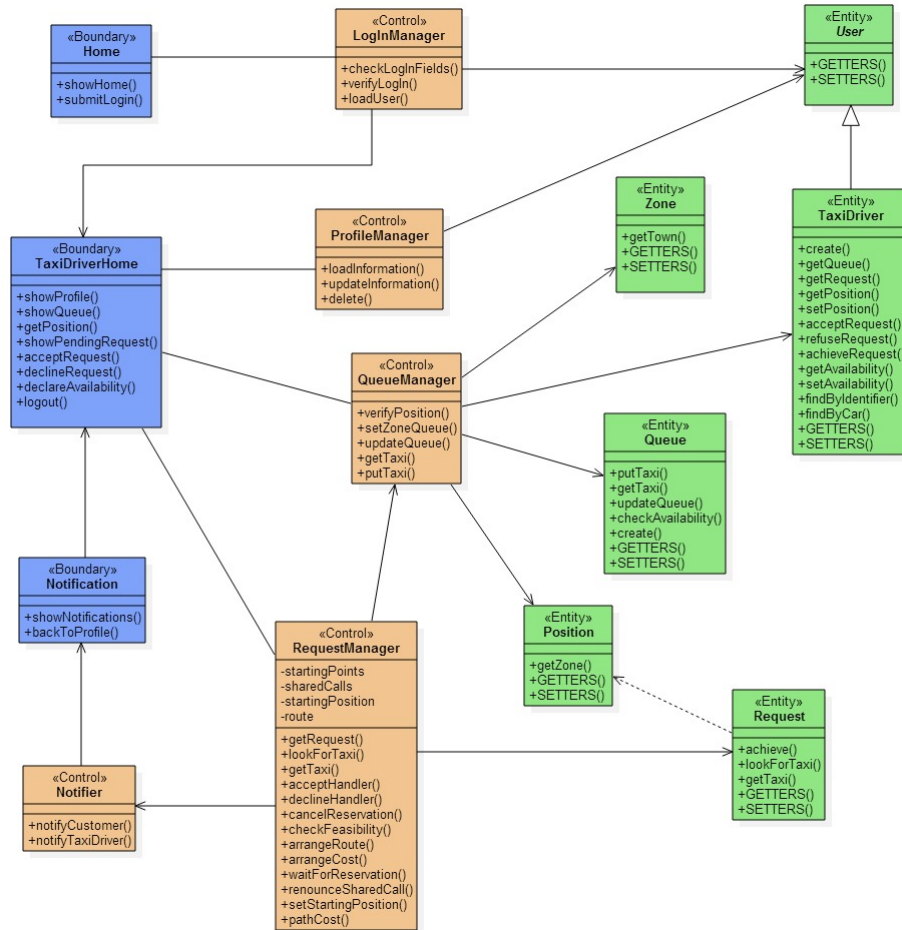 «Boundary»
Home
+showHome()
+submitLogin()
«Control»
LogInManager
+checkLogInFields()
+verifyLogIn()
+loadUser()
«Entity»
User
+GETTERS()
+SETTERS()
«Boundary»
TaxiDriverHome
+showProfile()
+showQueue()
+getPosition()
+showPendingRequest()
+acceptRequest()
+declineRequest()
+declareAvailability()
+logout()
«Control»
ProfileManager
+loadInformation()
+updateInformation()
+delete()
«Entity»
Zone
+getTown()
+GETTERS()
+SETTERS()
«Entity»
TaxiDriver
+create()
+getQueue()
+getRequest()
+getPosition()
+setPosition()
+acceptRequest()
+refuseRequest()
+achieveRequest()
+getAvailability()
+setAvailability()
+findByIdentifier()
+findByCar()
+GETTERS()
+SETTERS()
«Control»
QueueManager
+verifyPosition()
+setZoneQueue()
+updateQueue()
+getTaxi()
+putTaxi()
«Entity»
Queue
+putTaxi()
+getTaxi()
+updateQueue()
+checkAvailability()
+create()
+GETTERS()
+SETTERS()
«Boundary»
Notification
+showNotifications()
+backToProfile()
«Control»
RequestManager
-startingPoints
-sharedCalls
-startingPosition
-route
+getRequest()
+lookForTaxi()
+getTaxi()
+acceptHandler()
+declineHandler()
+cancelReservation()
+checkFeasibility()
+arrangeRoute()
+arrangeCost()
+waitForReservation()
+renounceSharedCall()
+setStartingPosition()
+pathCost()
«Entity»
Position
+getZone()
+GETTERS()
+SETTERS()
«Entity»
Request
+achieve()
+lookForTaxi()
+getTaxi()
+GETTERS()
+SETTERS()
«Control»
Notifier
+notifyCustomer()
+notifyTaxiDriver()